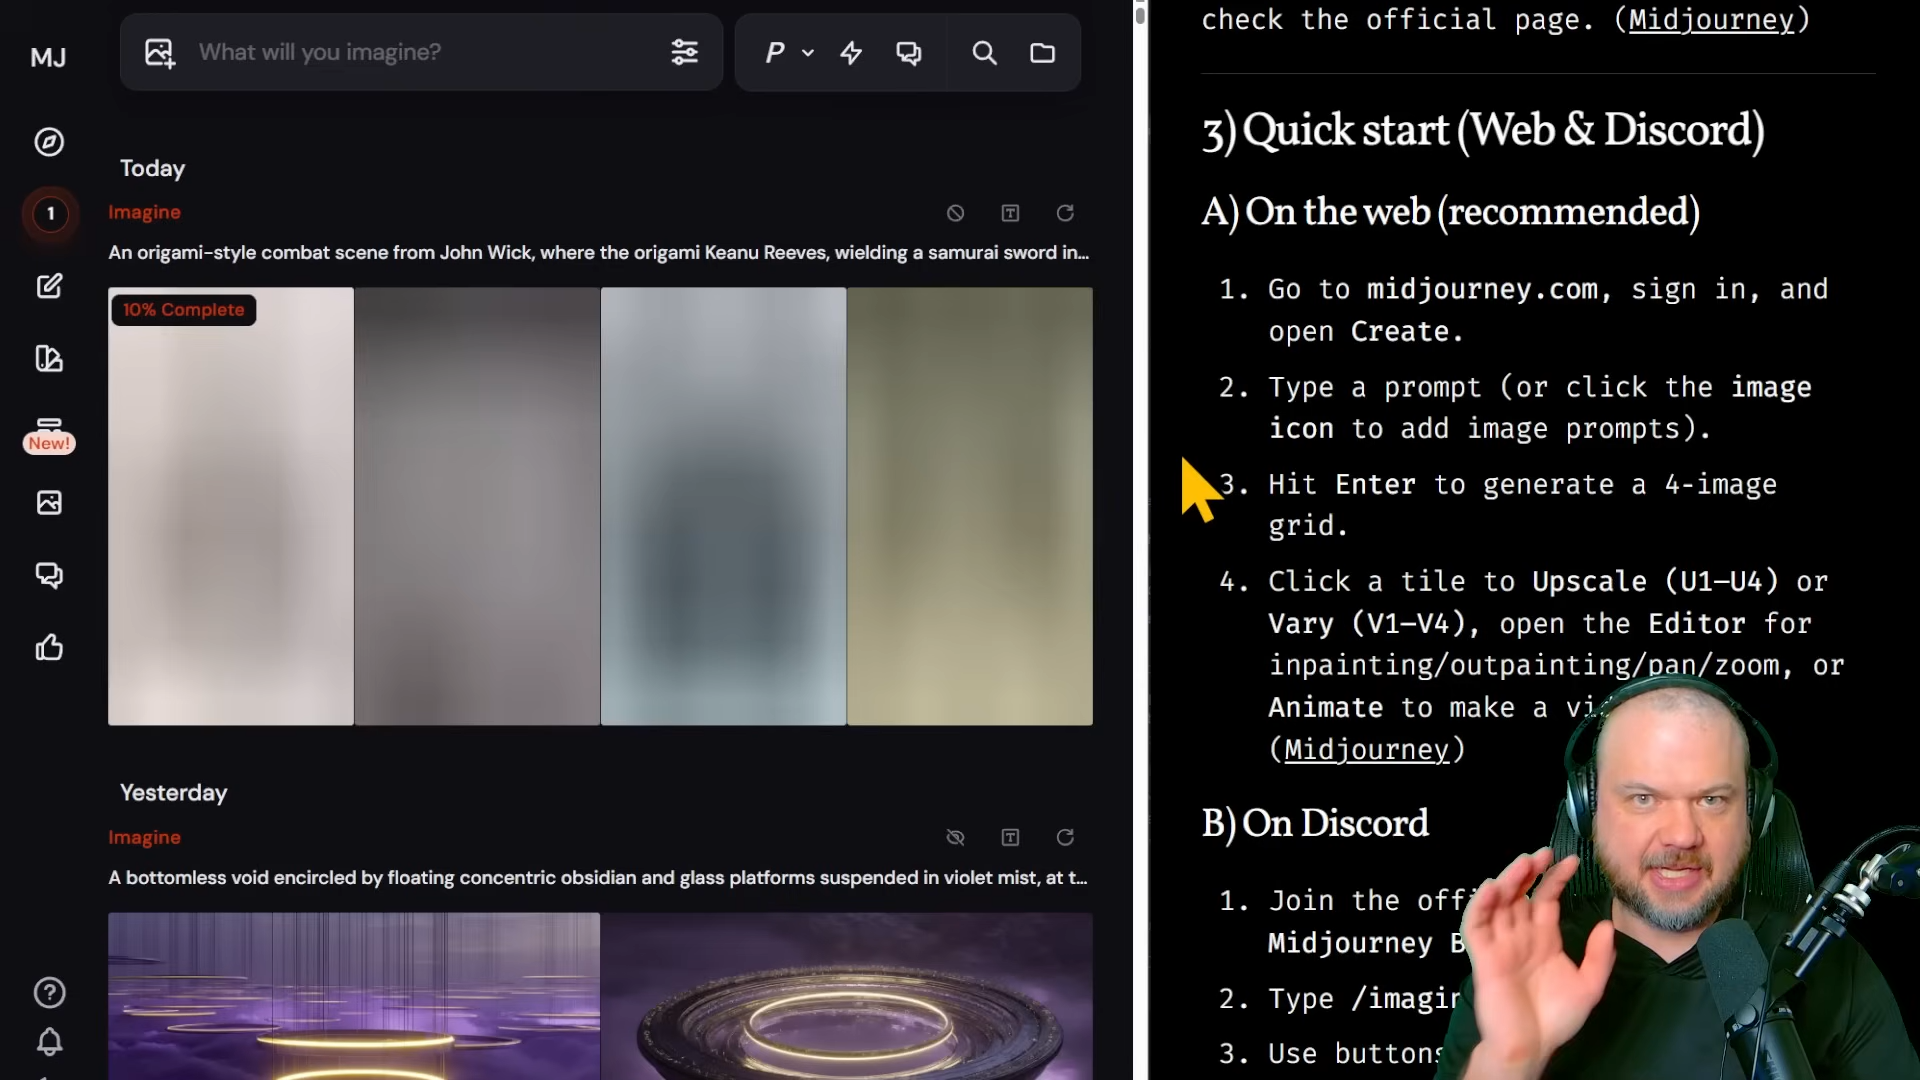 MJ
What will you imagine?
P
Today
1
Imagine
An origami-style combat scene from John Wick, where the origami Keanu Reeves, wielding a samurai sword in...
10% Complete
New!
Yesterday
Imagine
A bottomless void encircled by floating concentric obsidian and glass platforms suspended in violet mist, at t...
check the official page. (Midjourney)
3) Quick start (Web & Discord)
A) On the web (recommended)
1. Go to midjourney.com, sign in, and
open Create.
2. Type a prompt (or click the image
icon to add image prompts).
3. Hit Enter to generate a 4-image
grid.
4. Click a tile to Upscale (U1–U4) or
Vary (V1–V4), open the Editor for
inpainting/outpainting/pan/zoom, or
Animate to make a vi
(Midjourney)
B) On Discord
1. Join the off
Midjourney B
2. Type /imagin
3. Use buttons